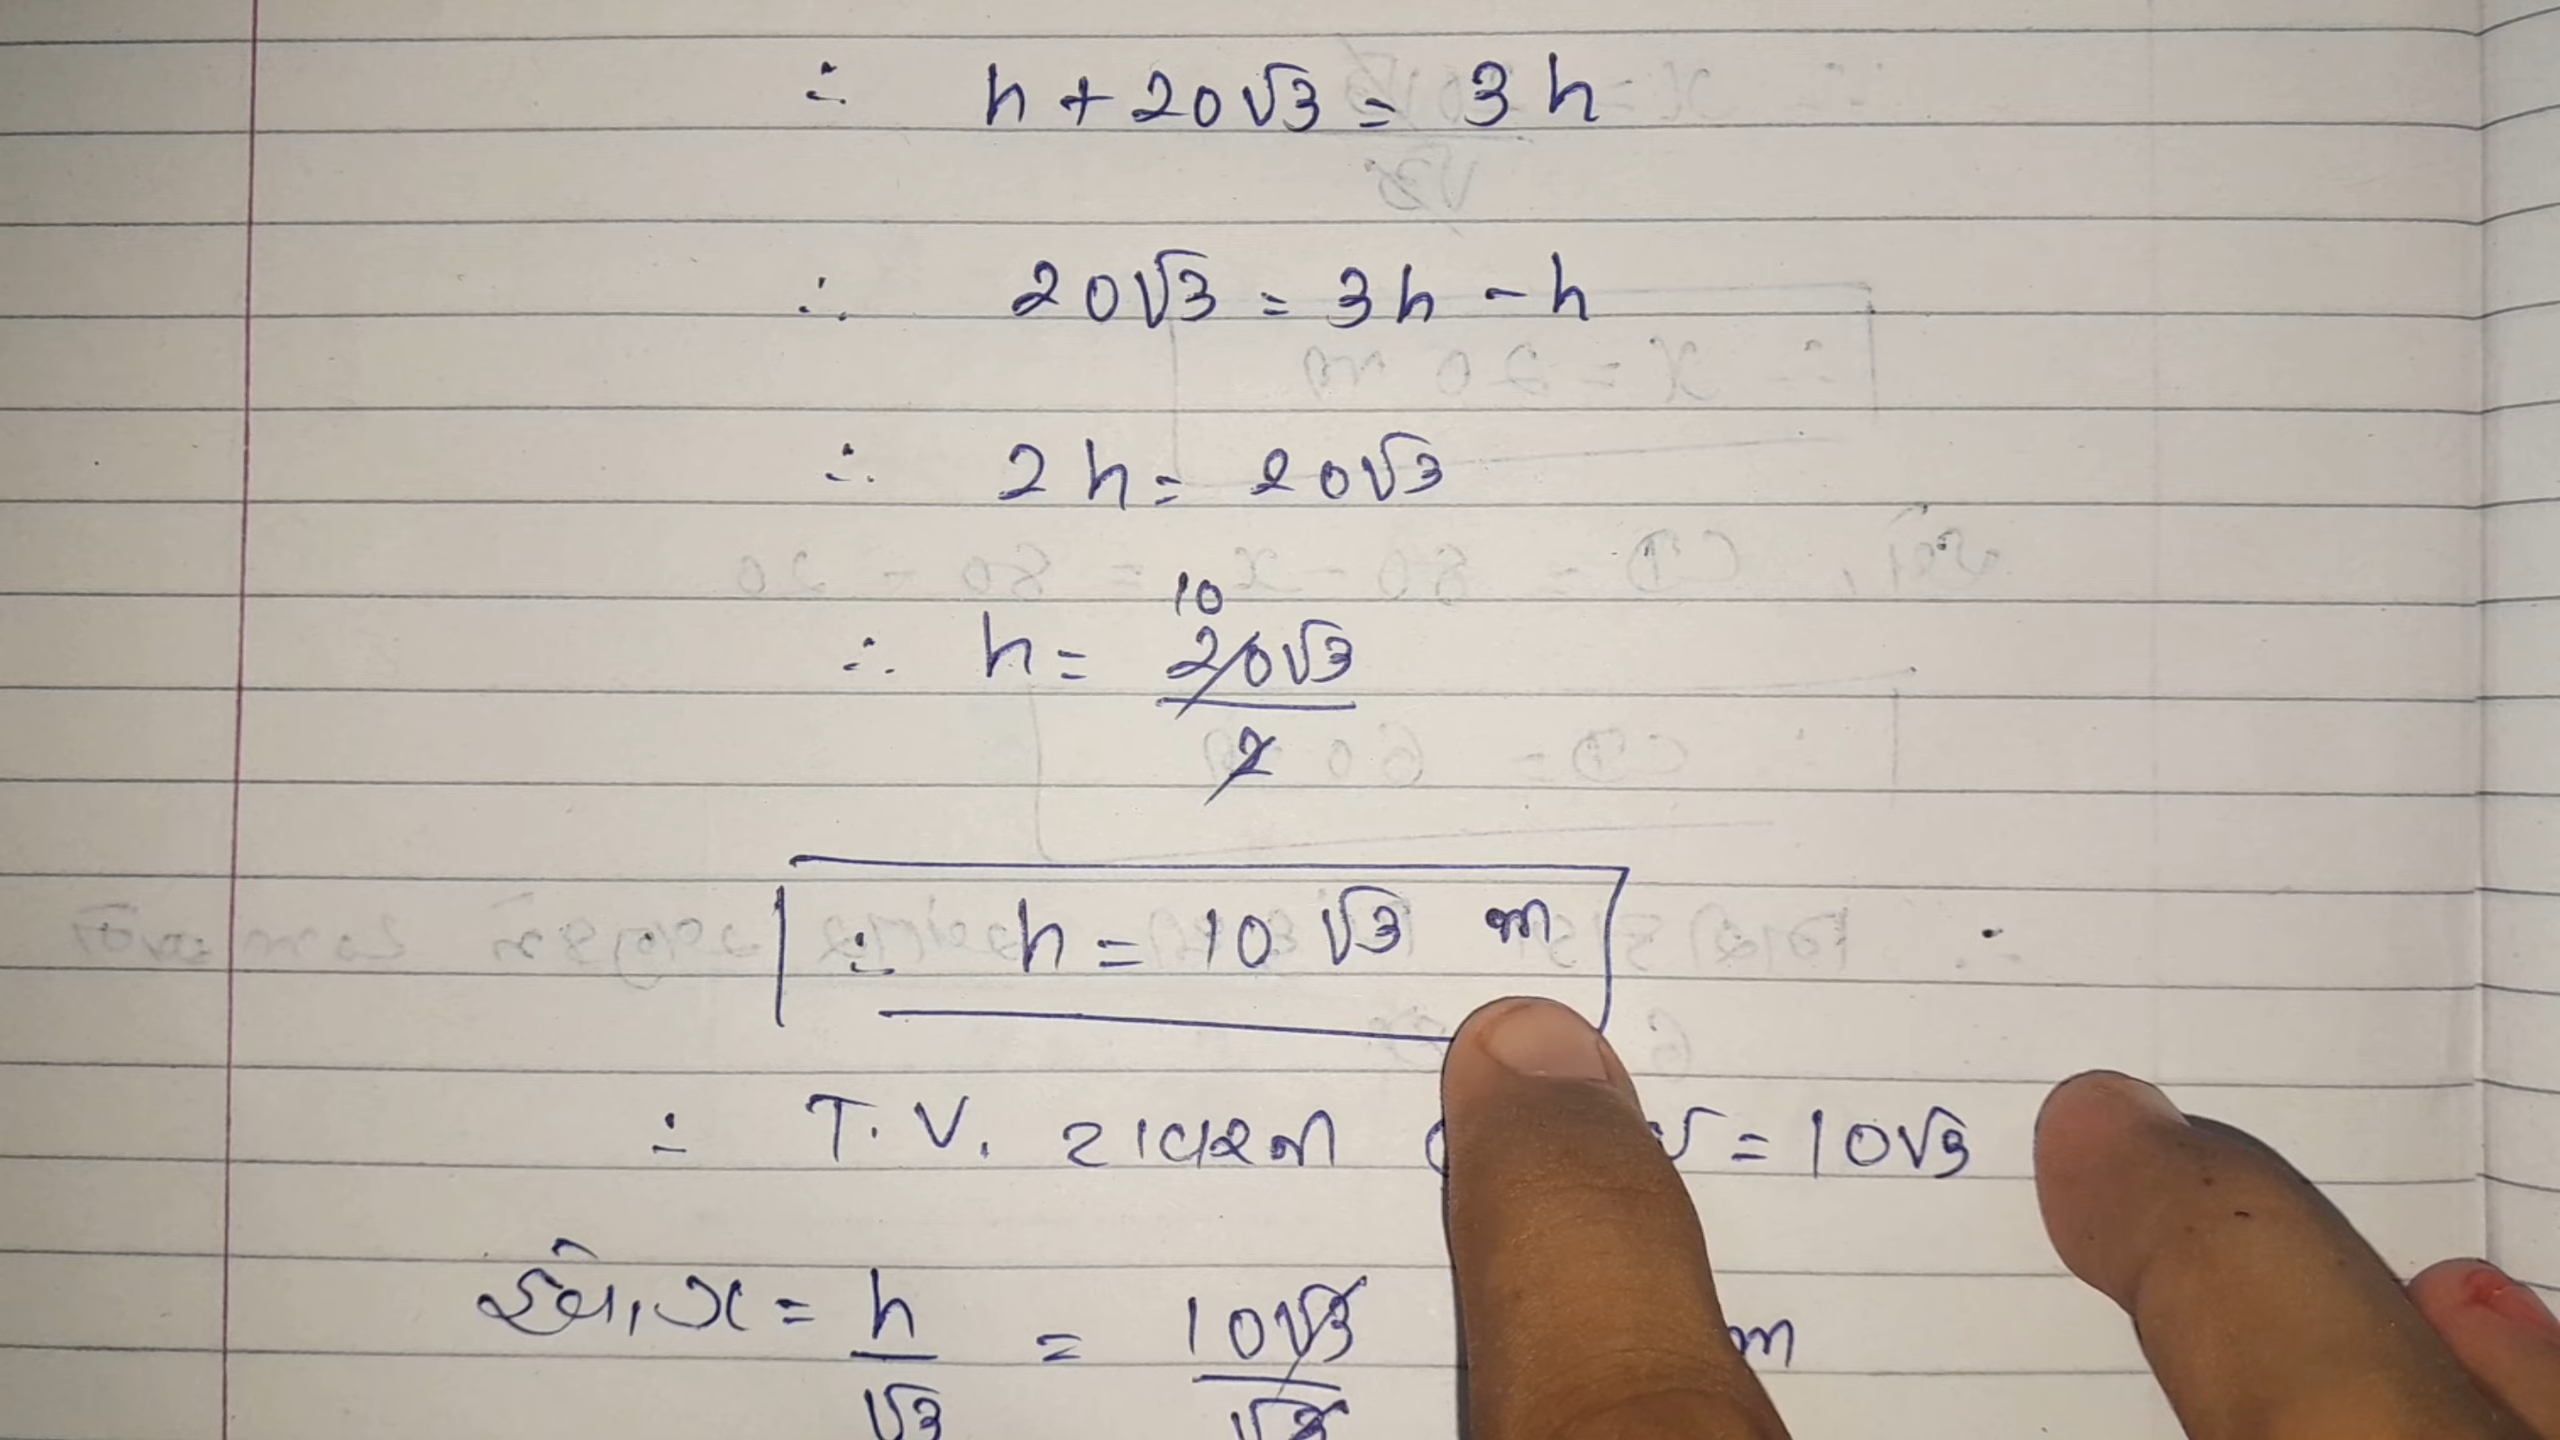 ∴ h + 20√3 = 3h
∴ 20√3 = 3h - h
∴ 2h = 20√3
10
∴ h = 20√3
2
∴ h = 10√3 m
∴ T.V. ટાવરની = 10√3
હવે, x = h = 10√3 m
√3 √3